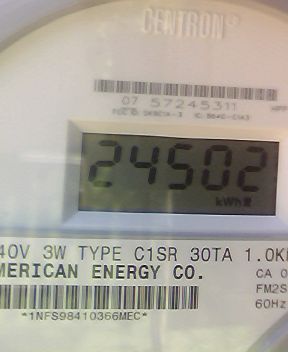 CENTRON®
07 57245311
24502
kWh
40V 3W TYPE C1SR 30TA 1.0K
MERICAN ENERGY CO.
CA 0
FM2S
60Hz
*1NFS98410366MEC*